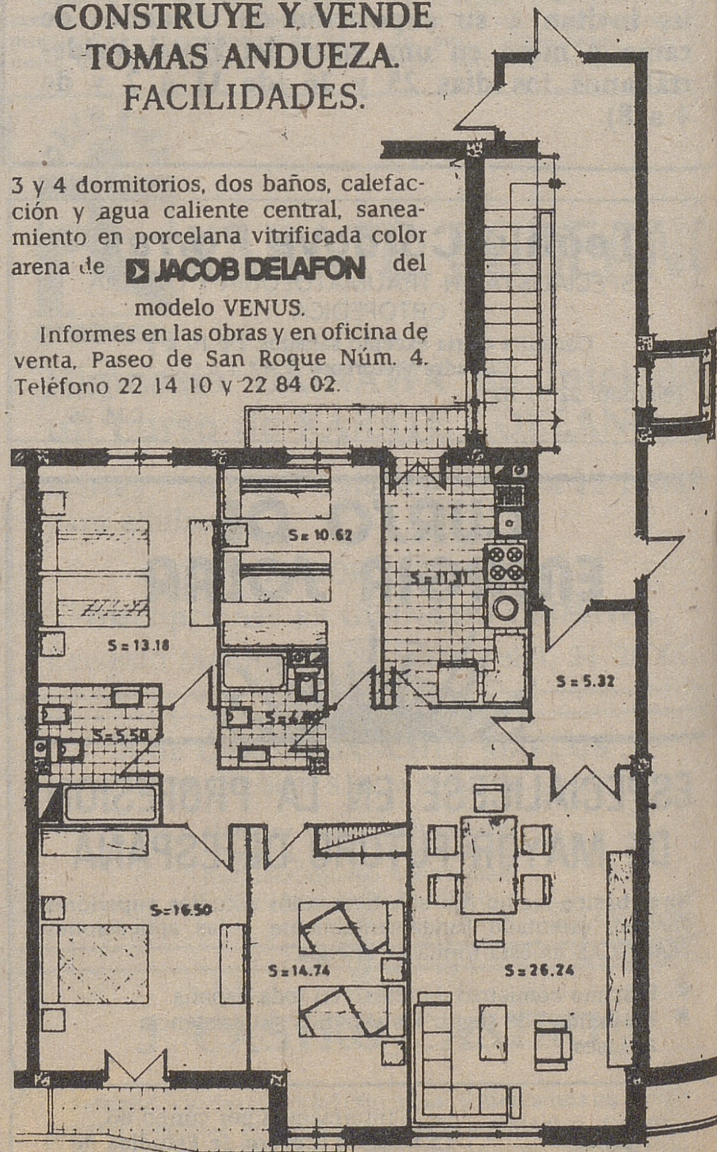 CONSTRUYE Y VENDE
TOMAS ANDUEZA.
FACILIDADES.
3 y 4 dormitorios, dos baños, calefac-
ción y agua caliente central, sanea-
miento en porcelana vitrificada color
arena de JACOB DELAFON del
modelo VENUS.
Informes en las obras y en oficina de
venta, Paseo de San Roque Núm. 4.
Teléfono 22 14 10 y 22 84 02.
S = 10.62
S = 11.31
S = 13.18
S = 5.32
S = 5.50
S = 16.50
S = 14.74
S = 26.24